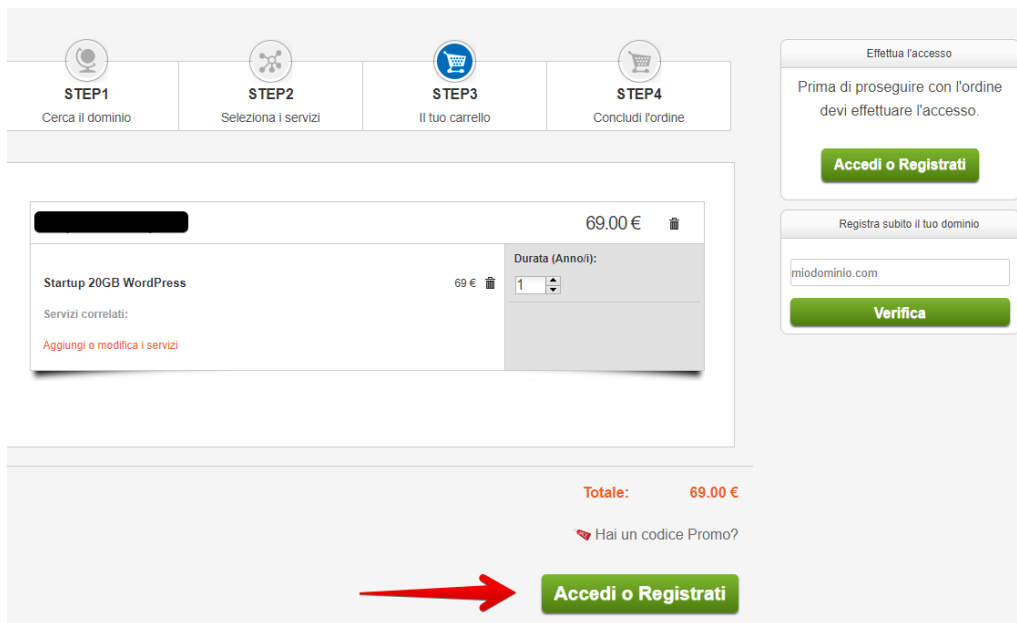 STEP1
Cerca il dominio
STEP2
Seleziona i servizi
STEP3
Il tuo carrello
STEP4
Concludi l'ordine
69.00 €
Startup 20GB WordPress
69 €
Servizi correlati:
Aggiungi o modifica i servizi
Durata (Anno/i):
1
Totale:
69.00 €
Hai un codice Promo?
Accedi o Registrati
Effettua l'accesso
Prima di proseguire con l'ordine
devi effettuare l'accesso.
Accedi o Registrati
Registra subito il tuo dominio
miodominio.com
Verifica